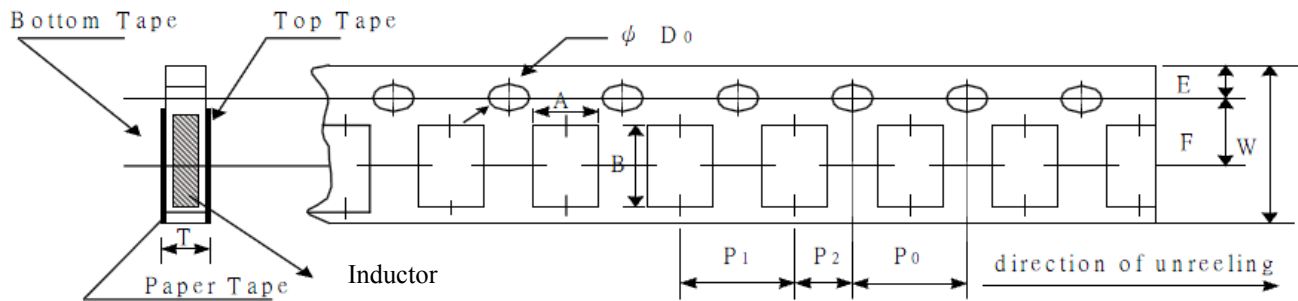 Bottom Tape
Top Tape
ϕ D0
A
B
E
F
W
T
P1
P2
P0
Inductor
Paper Tape
direction of unreeling